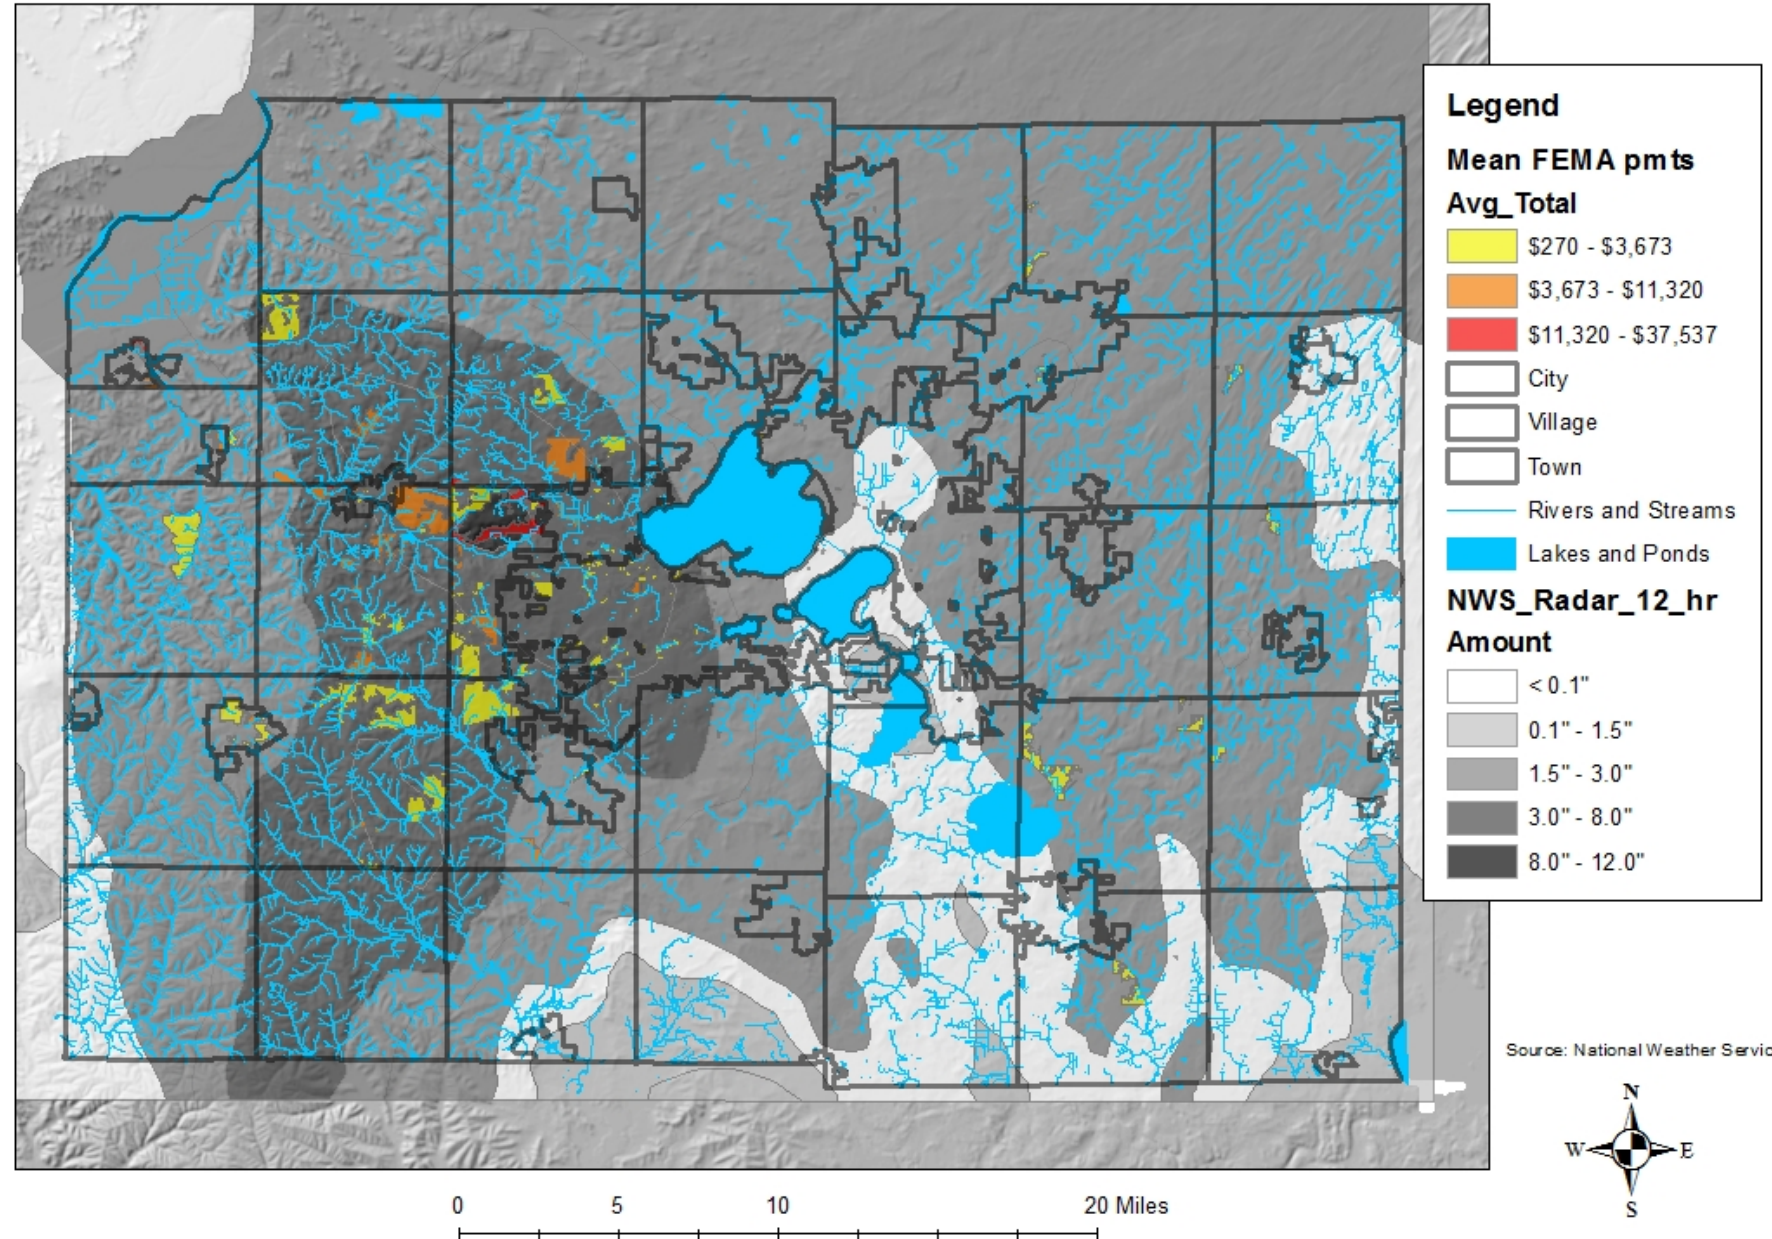 Legend
Mean FEMA pmts
Avg_Total
$270 - $3,673
$3,673 - $11,320
$11,320 - $37,537
City
Village
Town
Rivers and Streams
Lakes and Ponds
NWS_Radar_12_hr
Amount
< 0.1"
0.1" - 1.5"
1.5" - 3.0"
3.0" - 8.0"
8.0" - 12.0"
Source: National Weather Servic
N
W E
S
0 5 10 20 Miles